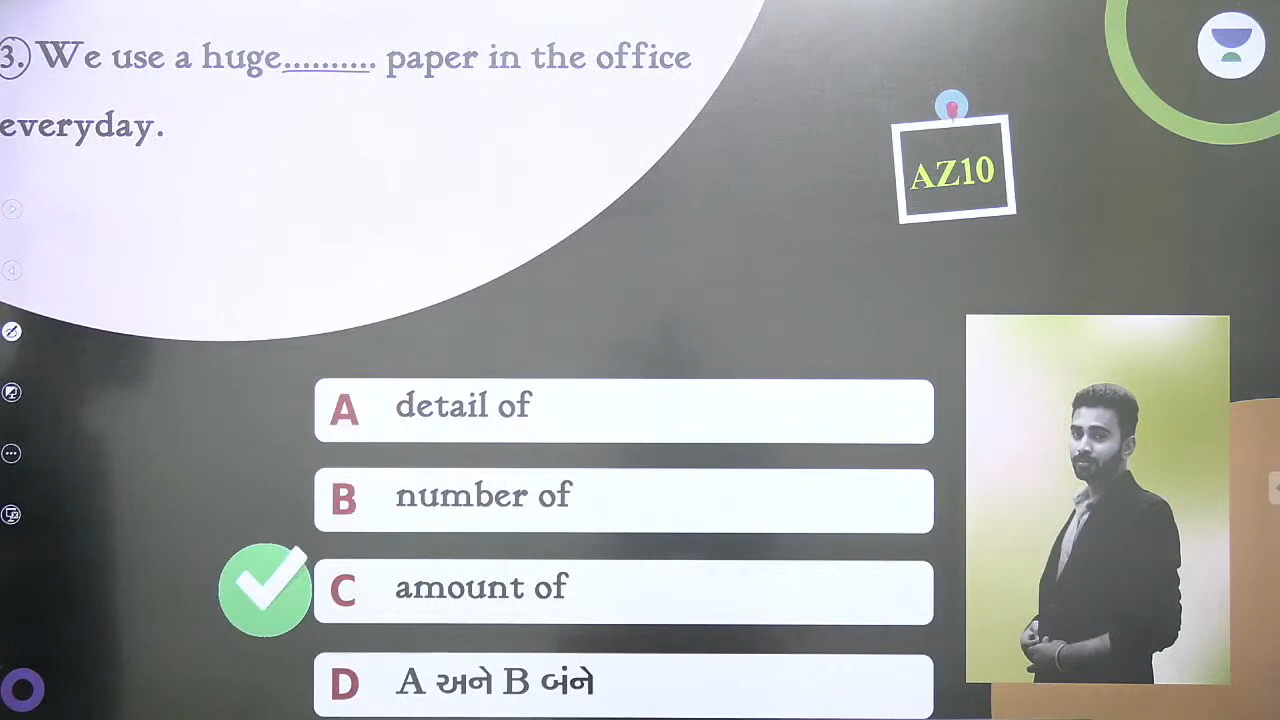 3. We use a huge.......... paper in the office
everyday.
AZ10
A detail of
B number of
C amount of
D A અને B બંને